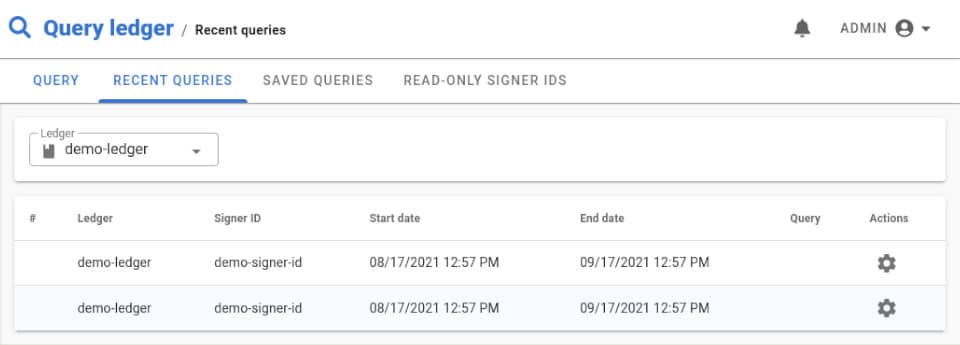 Query ledger / Recent queries ADMIN
QUERY RECENT QUERIES SAVED QUERIES READ-ONLY SIGNER IDS
Ledger
demo-ledger
# Ledger Signer ID Start date End date Query Actions
demo-ledger demo-signer-id 08/17/2021 12:57 PM 09/17/2021 12:57 PM
demo-ledger demo-signer-id 08/17/2021 12:57 PM 09/17/2021 12:57 PM